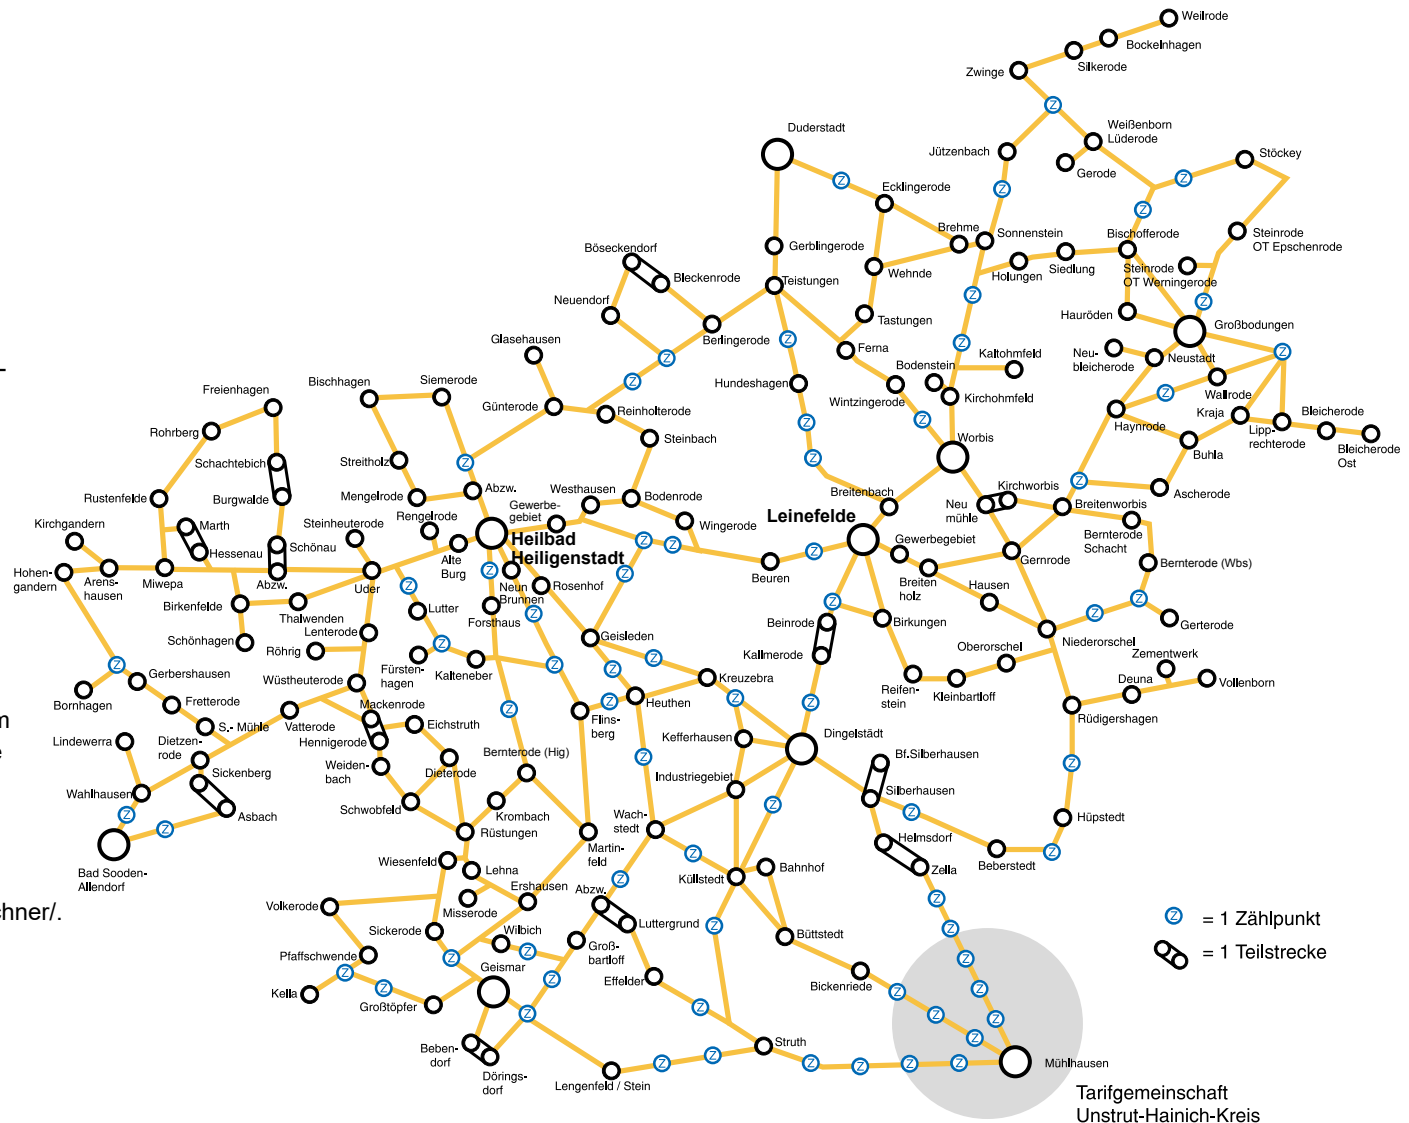 Weilrode
Bockelnhagen
Silkerode
Zwinge
Weißenborn
Lüderode
Duderstadt
Jützenbach
Gerode
Stöckey
Ecklingerode
Brehme
Sonnenstein
Bischofferode
Steinrode
OT Epschenrode
Böseckendorf
Gerblingerode
Siedlung
Holungen
Steinrode
OT Werningerode
Wehnde
Bleckenrode
Teistungen
Neuendorf
Tastungen
Hauröden
Großbodungen
Glasehausen
Berlingerode
Ferna
Bodenstein
Kaltohmfeld
Neu-
bleicherode
Neustadt
Bischhagen
Siemerode
Freienhagen
Hundeshagen
Wintzingerode
Kirchohmfeld
Wallrode
Günterode
Reinholterode
Haynrode
Kraja
Lipp-
rechterode
Bleicherode
Bleicherode
Ost
Rohrberg
Steinbach
Worbis
Buhla
Schachtebich
Streitholz
Rustenfelde
Burgwalde
Mengelrode
Abzw.
Westhausen
Bodenrode
Breitenbach
Kirchworbis
Neu
mühle
Breitenworbis
Ascherode
Kirchgandern
Marth
Steinheuterode
Rengelrode
Gewerbe-
gebiet
Wingerode
Leinefelde
Bernterode
Schacht
Hessenau
Schönau
Heilbad
Heiligenstadt
Gewerbegebiet
Gernrode
Bernterode (Wbs)
Hohen-
gandern
Arens-
hausen
Miwepa
Abzw.
Uder
Alte
Burg
Neun
Brunnen
Rosenhof
Beuren
Breiten
holz
Hausen
Birkenfelde
Thalwenden
Lutter
Forsthaus
Beinrode
Birkungen
Gerterode
Schönhagen
Lenterode
Röhrig
Geisleden
Niederorschel
Fürsten-
hagen
Kalteneber
Kallmerode
Oberorschel
Zementwerk
Gerbershausen
Wüstheuterode
Kreuzebra
Reifen-
stein
Kleinbartloff
Deuna
Vollenborn
Bornhagen
Fretterode
Heuthen
Rüdigershagen
S.- Mühle
Vatterode
Mackenrode
Eichstruth
Flins-
berg
Lindewerra
Dietzen-
rode
Hennigerode
Kefferhausen
Dingelstädt
Bf.Silberhausen
Sickenberg
Weiden-
bach
Dieterode
Bernterode (Hig)
Industriegebiet
Silberhausen
Wahlhausen
Asbach
Schwobfeld
Krombach
Wach-
stedt
Hüpstedt
Rüstungen
Martin-
feld
Helmsdorf
Beberstedt
Bad Sooden-
Allendorf
Wiesenfeld
Lehna
Bahnhof
Küllstedt
Zella
Misserode
Ershausen
Abzw.
Volkerode
Luttergrund
chner/.
= 1 Zählpunkt
Sickerode
Wilbich
Groß-
bartloff
Büttstedt
= 1 Teilstrecke
Pfaffschwende
Geismar
Effelder
Bickenriede
Kella
Großtöpfer
Beben-
dorf
Struth
Mühlhausen
Dörings-
dorf
Lengenfeld / Stein
Tarifgemeinschaft
Unstrut-Hainich-Kreis